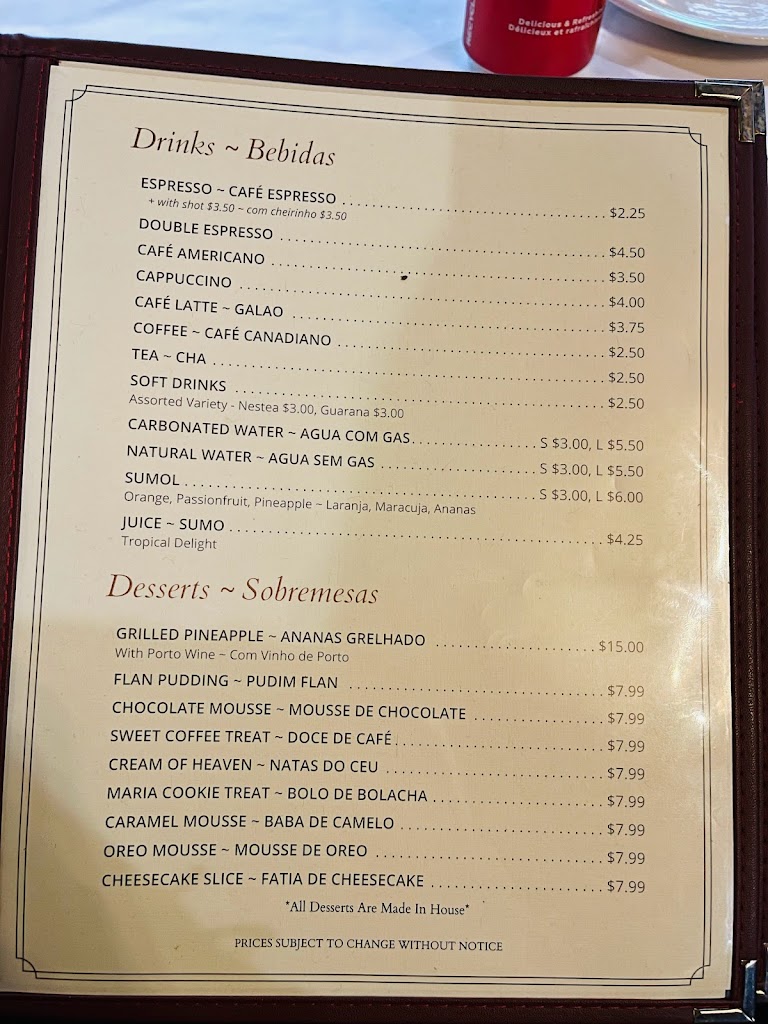 RECYCL
Delicious & Refre
Délicieux et rafraîch
Drinks ~ Bebidas
ESPRESSO ~ CAFÉ ESPRESSO $2.25
+ with shot $3.50 ~ com cheirinho $3.50
DOUBLE ESPRESSO $4.50
CAFÉ AMERICANO $3.50
CAPPUCCINO $4.00
CAFÉ LATTE ~ GALAO $3.75
COFFEE ~ CAFÉ CANADIANO $2.50
TEA ~ CHA $2.50
SOFT DRINKS $2.50
Assorted Variety - Nestea $3.00, Guarana $3.00
CARBONATED WATER ~ AGUA COM GAS S $3.00, L $5.50
NATURAL WATER ~ AGUA SEM GAS S $3.00, L $5.50
SUMOL S $3.00, L $6.00
Orange, Passionfruit, Pineapple ~ Laranja, Maracuja, Ananas
JUICE ~ SUMO $4.25
Tropical Delight
Desserts ~ Sobremesas
GRILLED PINEAPPLE ~ ANANAS GRELHADO $15.00
With Porto Wine ~ Com Vinho de Porto
FLAN PUDDING ~ PUDIM FLAN $7.99
CHOCOLATE MOUSSE ~ MOUSSE DE CHOCOLATE $7.99
SWEET COFFEE TREAT ~ DOCE DE CAFÉ $7.99
CREAM OF HEAVEN ~ NATAS DO CEU $7.99
MARIA COOKIE TREAT ~ BOLO DE BOLACHA $7.99
CARAMEL MOUSSE ~ BABA DE CAMELO $7.99
OREO MOUSSE ~ MOUSSE DE OREO $7.99
CHEESECAKE SLICE ~ FATIA DE CHEESECAKE $7.99
*All Desserts Are Made In House*
PRICES SUBJECT TO CHANGE WITHOUT NOTICE